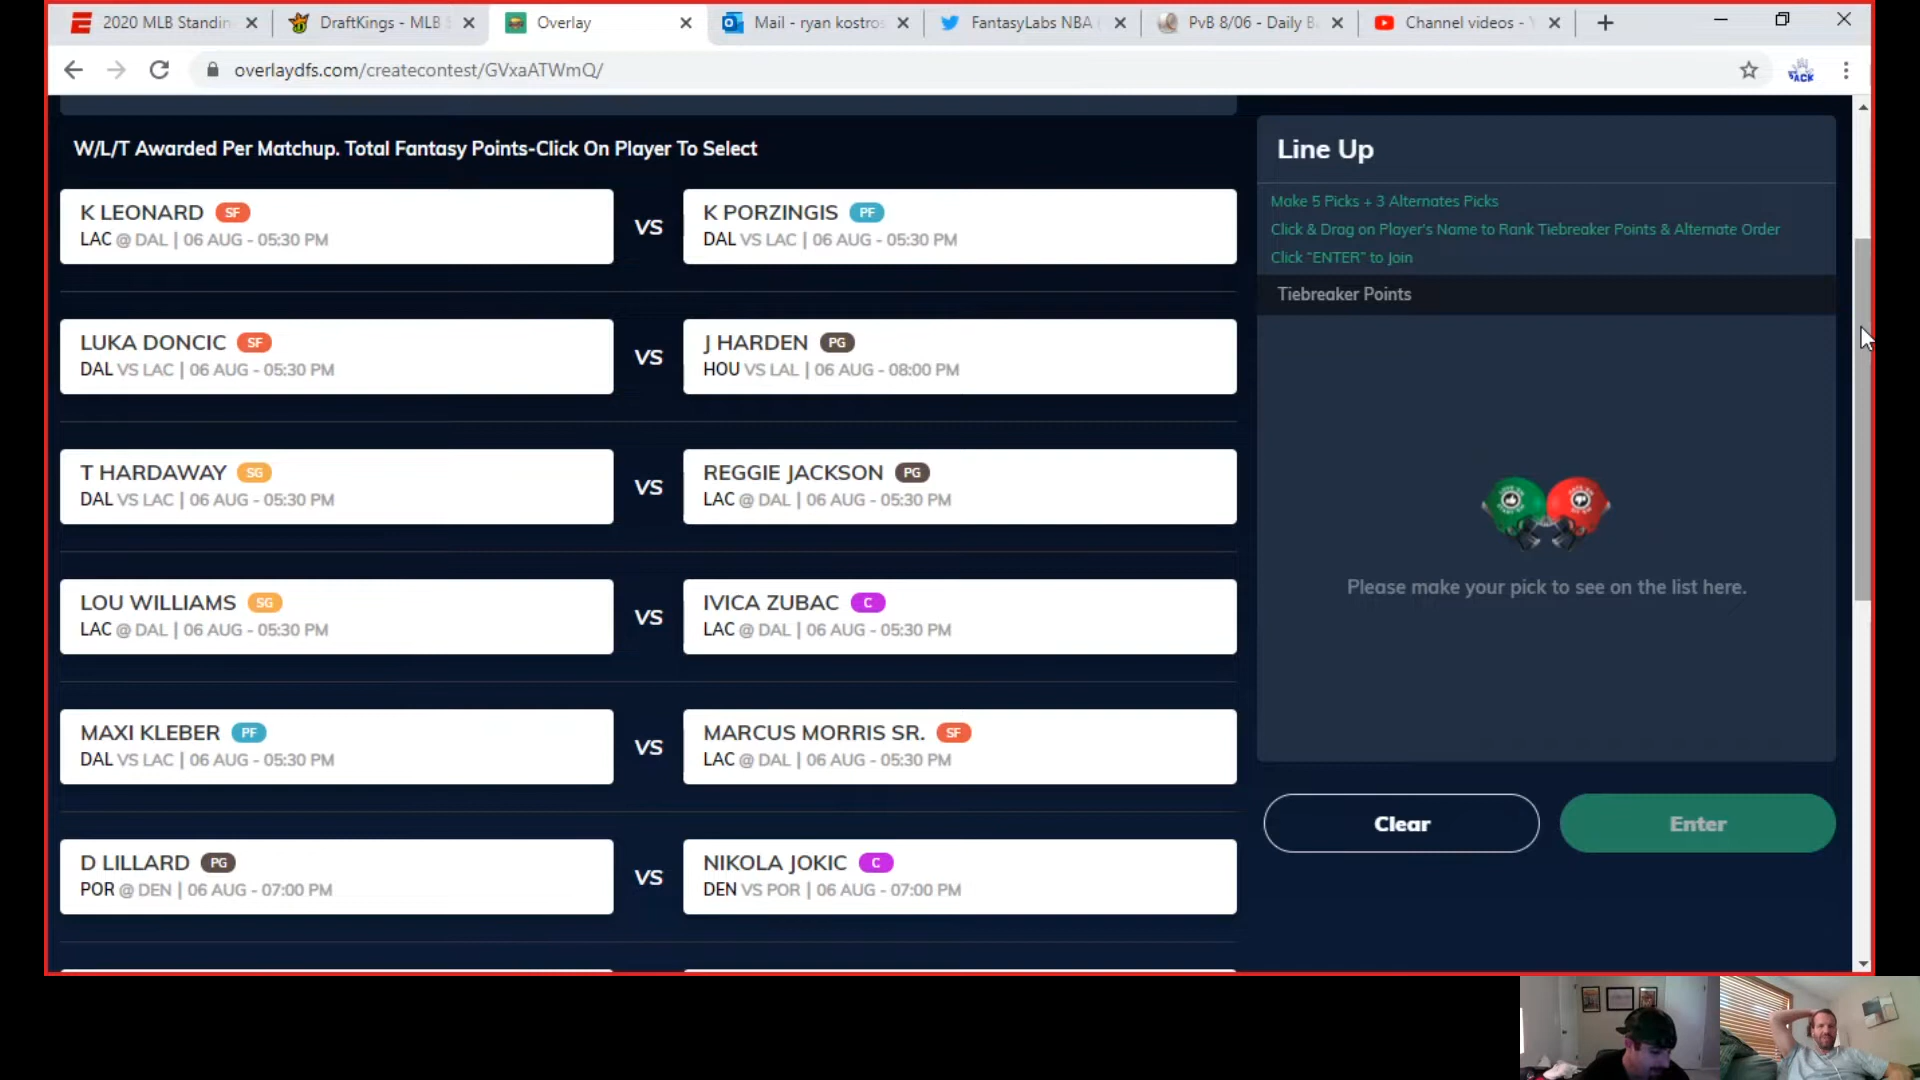 2020 MLB Standin
DraftKings - MLB
Overlay
Mail - ryan kostros
FantasyLabs NBA
PvB 8/06 - Daily B
Channel videos -
overlaydfs.com/createcontest/GVxaATWmQ/
W/L/T Awarded Per Matchup. Total Fantasy Points-Click On Player To Select
K LEONARD SF
LAC @ DAL | 06 AUG - 05:30 PM
VS
K PORZINGIS PF
DAL VS LAC | 06 AUG - 05:30 PM
LUKA DONCIC SF
DAL VS LAC | 06 AUG - 05:30 PM
VS
J HARDEN PG
HOU VS LAL | 06 AUG - 08:00 PM
T HARDAWAY SG
DAL VS LAC | 06 AUG - 05:30 PM
VS
REGGIE JACKSON PG
LAC @ DAL | 06 AUG - 05:30 PM
LOU WILLIAMS SG
LAC @ DAL | 06 AUG - 05:30 PM
VS
IVICA ZUBAC C
LAC @ DAL | 06 AUG - 05:30 PM
MAXI KLEBER PF
DAL VS LAC | 06 AUG - 05:30 PM
VS
MARCUS MORRIS SR. SF
LAC @ DAL | 06 AUG - 05:30 PM
D LILLARD PG
POR @ DEN | 06 AUG - 07:00 PM
VS
NIKOLA JOKIC C
DEN VS POR | 06 AUG - 07:00 PM
Line Up
Make 5 Picks + 3 Alternates Picks
Click & Drag on Player's Name to Rank Tiebreaker Points & Alternate Order
Click "ENTER" to Join
Tiebreaker Points
Please make your pick to see on the list here.
Clear
Enter